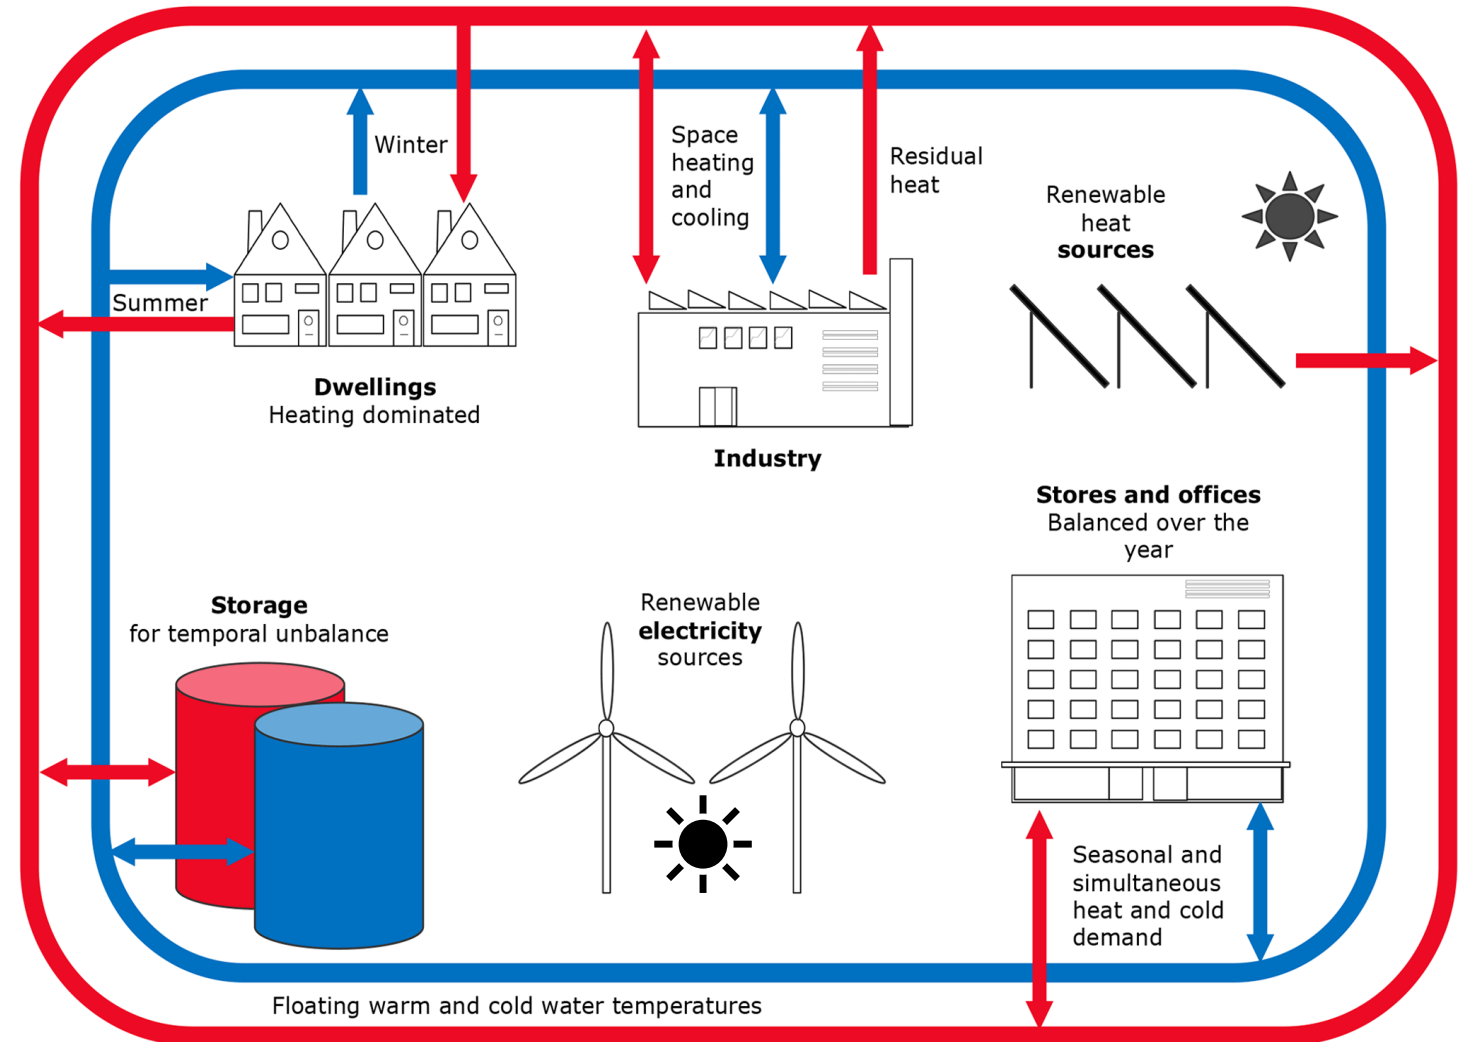 Winter
Space
heating
and
cooling
Residual
heat
Renewable
heat
sources
Summer
Dwellings
Heating dominated
Industry
Stores and offices
Balanced over the
year
Storage
for temporal unbalance
Renewable
electricity
sources
Seasonal and
simultaneous
heat and cold
demand
Floating warm and cold water temperatures